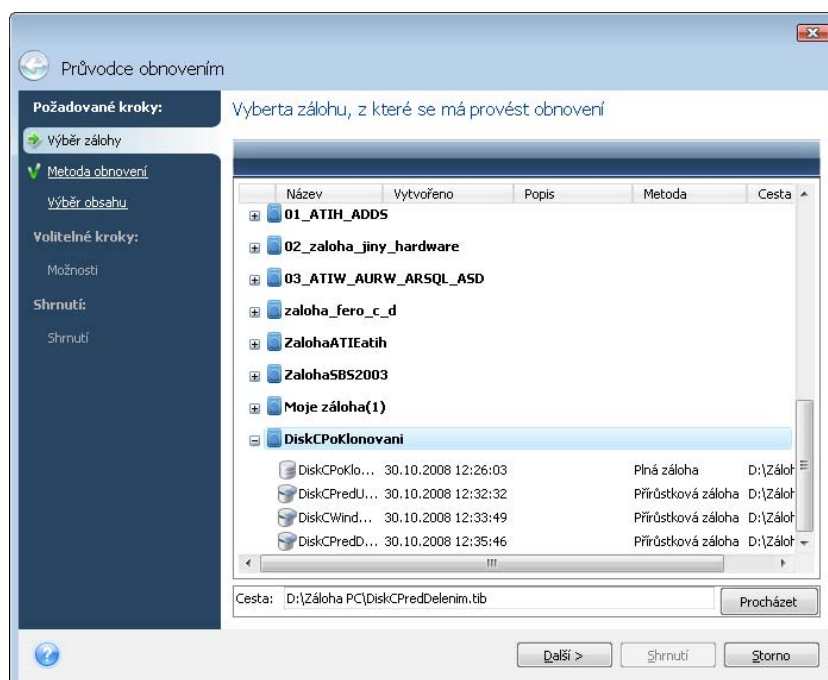 Průvodce obnovením
Požadované kroky:
Výběr zálohy
Metoda obnovení
Výběr obsahu
Volitelné kroky:
Možnosti
Shrnutí:
Shrnutí
Vyberta zálohu, z které se má provést obnovení
Název Vytvořeno Popis Metoda Cesta
01_ATIH_ADDS
02_zaloha_jiny_hardware
03_ATIW_AURW_ARSQL_ASD
zaloha_fero_c_d
ZalohaATIEatih
ZalohaSBS2003
Moje záloha(1)
DiskCPoKlonovani
DiskCPoKlo... 30.10.2008 12:26:03 Plná záloha D:\Záloh
DiskCPredU... 30.10.2008 12:32:32 Přírůstková záloha D:\Záloh
DiskCWind... 30.10.2008 12:33:49 Přírůstková záloha D:\Záloh
DiskCPredD... 30.10.2008 12:35:46 Přírůstková záloha D:\Záloh
Cesta: D:\Záloha PC\DiskCPredDelenim.tib Procházet
Další > Shrnutí Storno